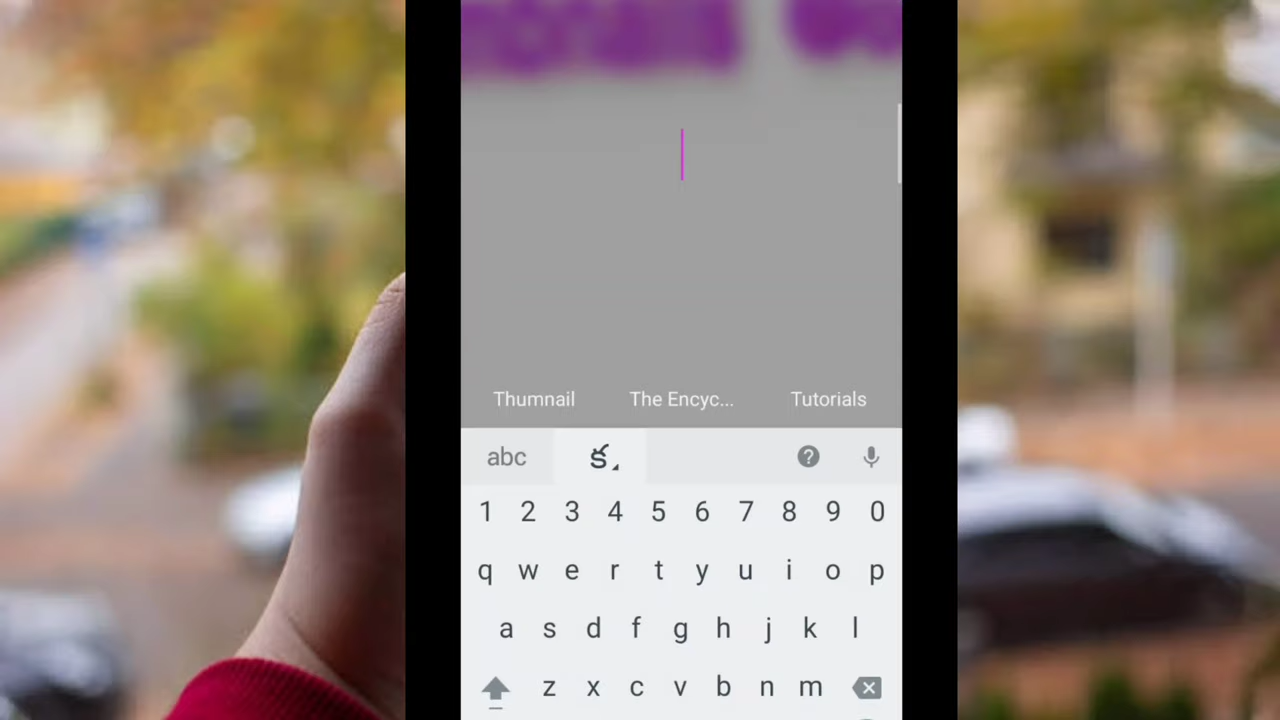 Thumnail The Encyc... Tutorials
abc క
1 2 3 4 5 6 7 8 9 0
q w e r t y u i o p
a s d f g h j k l
z x c v b n m